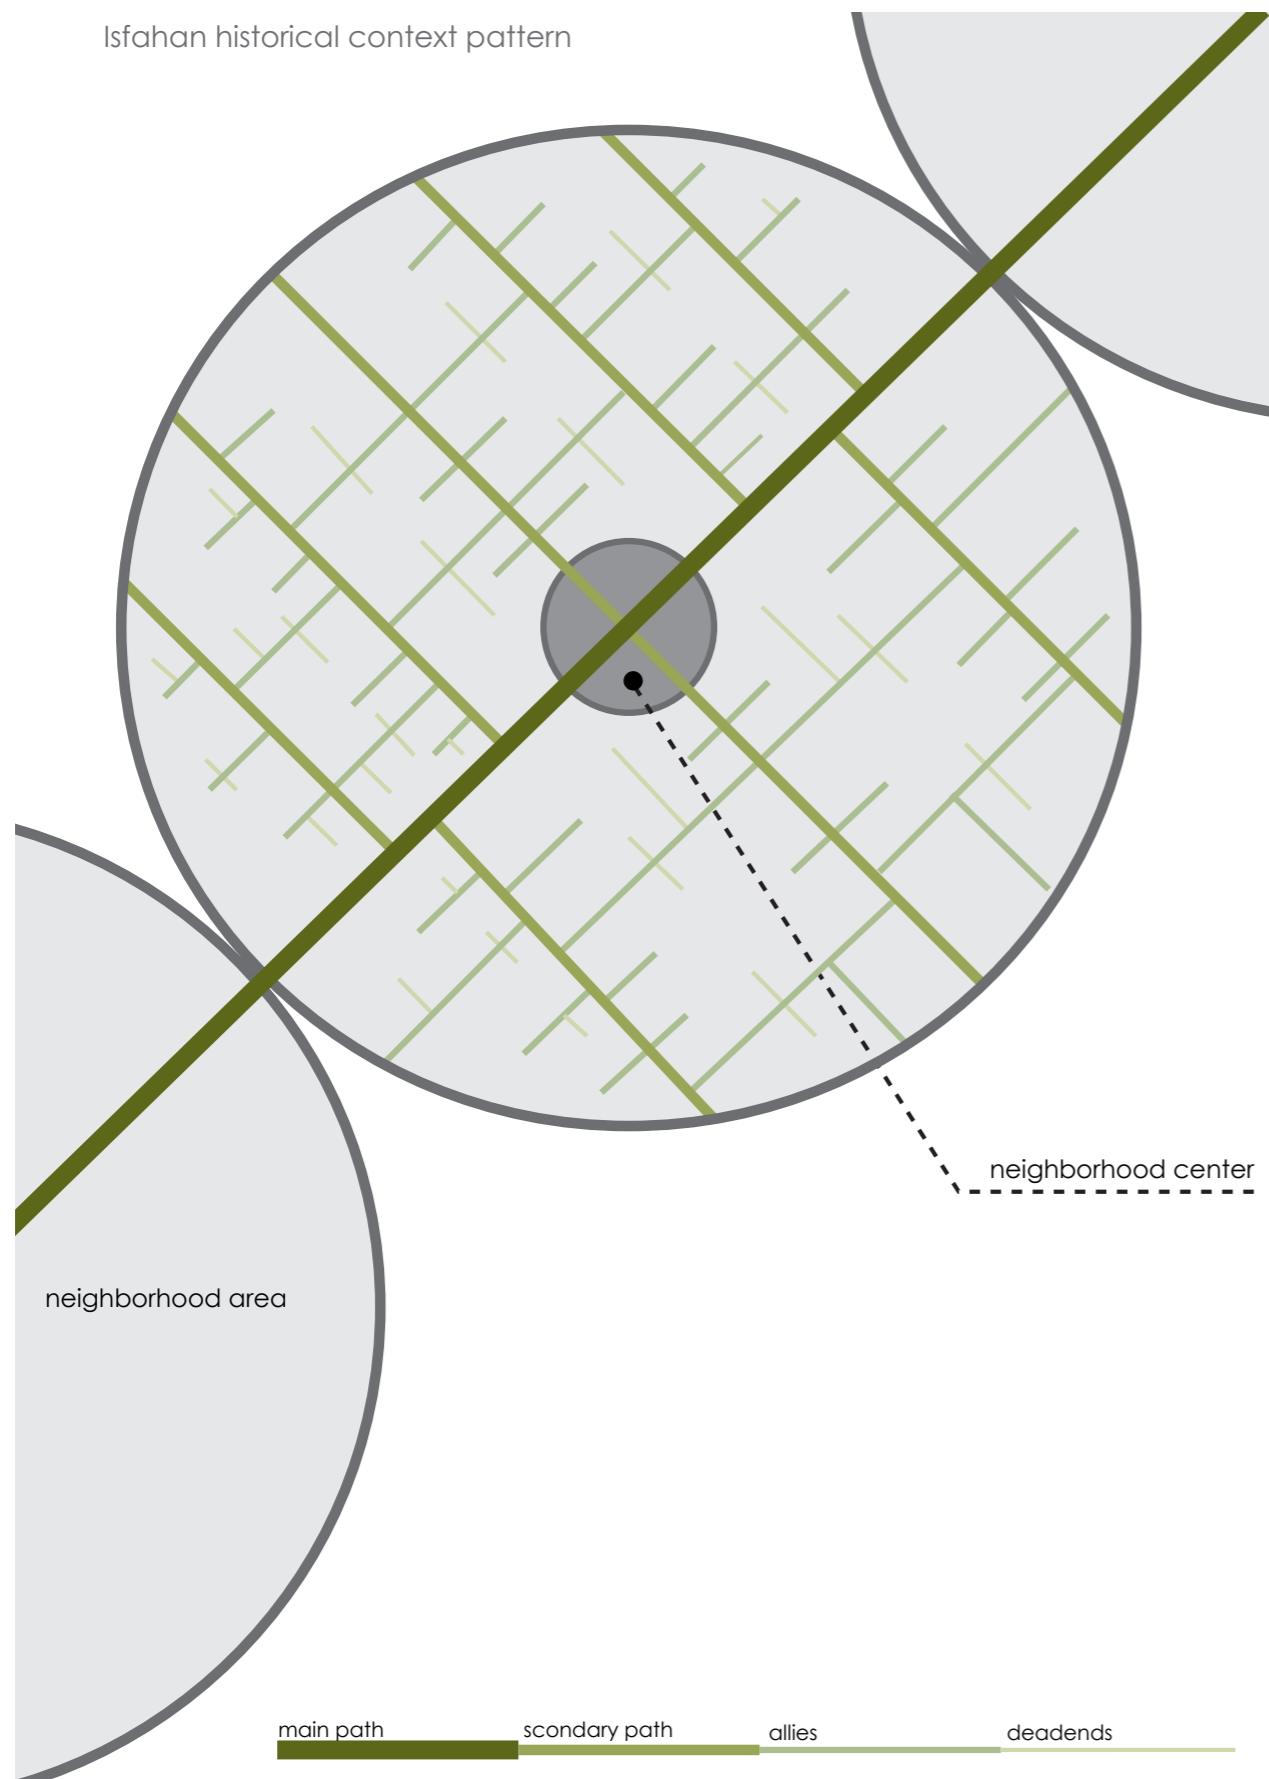 Isfahan historical context pattern
neighborhood center
neighborhood area
main path
scondary path
allies
deadends